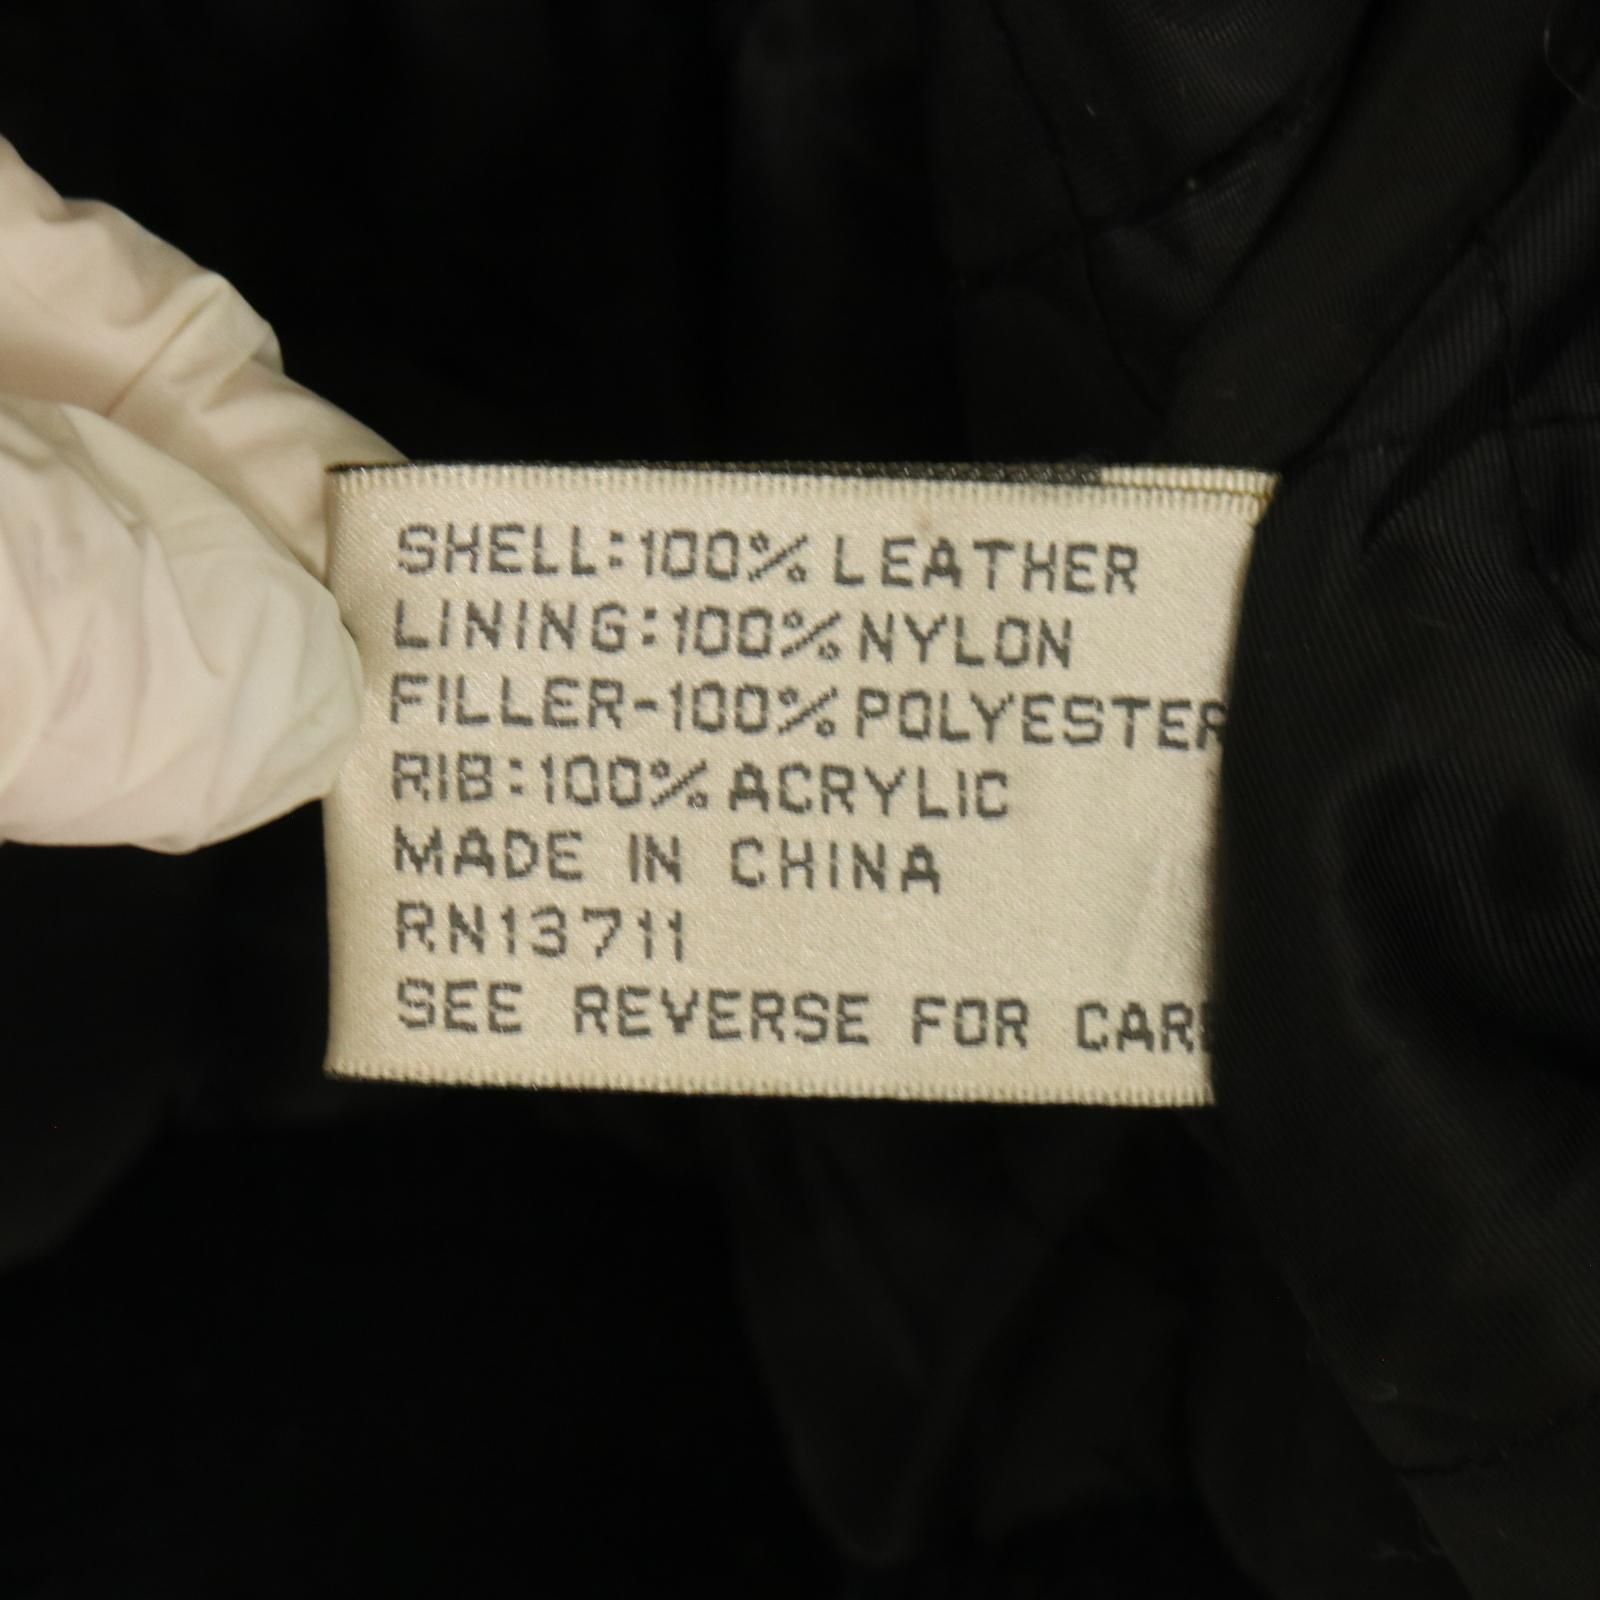 SHELL:100% LEATHER
LINING:100% NYLON
FILLER-100% POLYESTER
RIB:100% ACRYLIC
MADE IN CHINA
RN13711
SEE REVERSE FOR CARE